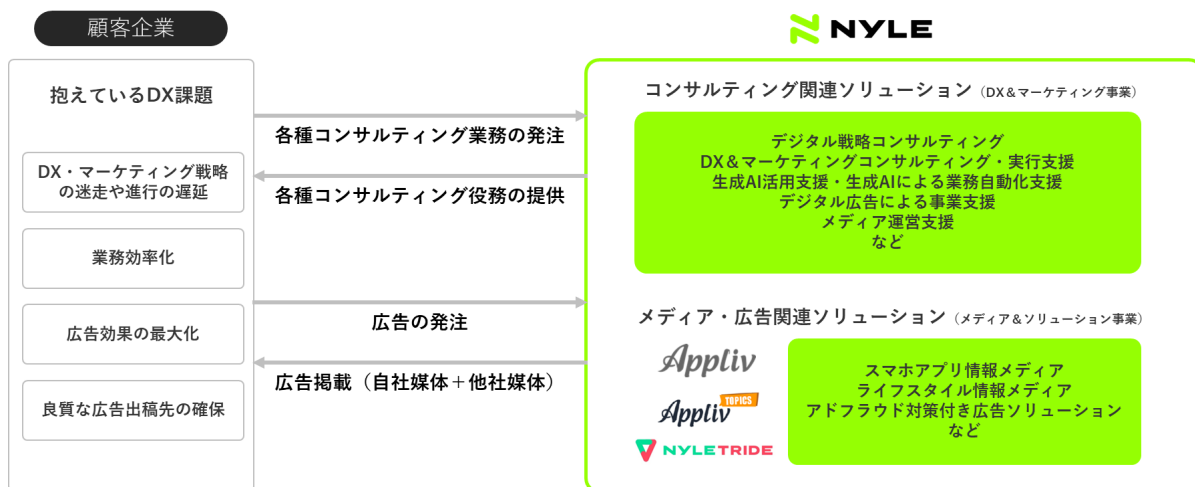 顧客企業
抱えているDX課題
DX・マーケティング戦略
の迷走や進行の遅延
業務効率化
広告効果の最大化
良質な広告出稿先の確保
各種コンサルティング業務の発注
各種コンサルティング役務の提供
広告の発注
広告掲載（自社媒体＋他社媒体）
NYLE
コンサルティング関連ソリューション（DX＆マーケティング事業）
デジタル戦略コンサルティング
DX＆マーケティングコンサルティング・実行支援
生成AI活用支援・生成AIによる業務自動化支援
デジタル広告による事業支援
メディア運営支援
など
メディア・広告関連ソリューション（メディア＆ソリューション事業）
Appliv
Appliv TOPICS
NYLETRIDE
スマホアプリ情報メディア
ライフスタイル情報メディア
アドフラウド対策付き広告ソリューション
など